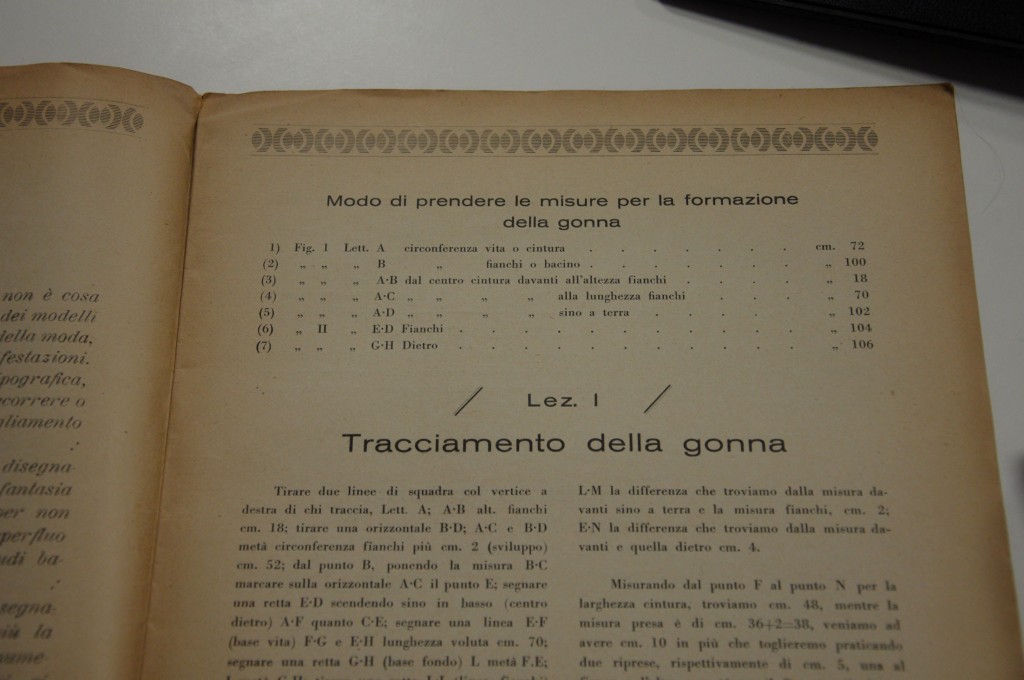 non è cosa
dei modelli
della moda,
festazioni.
pografica,
correre o
gliamento
disegna-
fantasia
per non
perfluo
udi ba-
segna-
più la
Modo di prendere le misure per la formazione
della gonna
1) Fig. 1 Lett. A circonferenza vita o cintura . . . . . . . cm. 72
(2) „ „ „ B „ fianchi o bacino . . . . . . . „ 100
(3) „ „ „ A-B dal centro cintura davanti all'altezza fianchi . . . . „ 18
(4) „ „ „ A-C „ „ „ „ alla lunghezza fianchi . . . . „ 70
(5) „ „ „ A-D „ „ „ „ sino a terra . . . . . „ 102
(6) „ II „ E-D Fianchi . . . . . . . . . . . „ 104
(7) „ „ „ G-H Dietro . . . . . . . . . . . „ 106
/ Lez. I /
Tracciamento della gonna
Tirare due linee di squadra col vertice a
destra di chi traccia, Lett. A; A-B alt. fianchi
cm. 18; tirare una orizzontale B-D; A-C e B-D
metà circonferenza fianchi più cm. 2 (sviluppo)
cm. 52; dal punto B, ponendo la misura B-C
marcare sulla orizzontale A-C il punto E; segnare
una retta E-D scendendo sino in basso (centro
dietro) A-F quanto C-E; segnare una linea E-F
(base vita) F-G e E-H lunghezza voluta cm. 70;
segnare una retta G-H (base fondo) L metá F.E;
L-M la differenza che troviamo dalla misura da-
vanti sino a terra e la misura fianchi, cm. 2;
E-N la differenza che troviamo dalla misura da-
vanti e quella dietro cm. 4.
Misurando dal punto F al punto N per la
larghezza cintura, troviamo cm. 48, mentre la
misura presa è di cm. 36+2=38, veniamo ad
avere cm. 10 in più che toglieremo praticando
due riprese, rispettivamente di cm. 5, una al